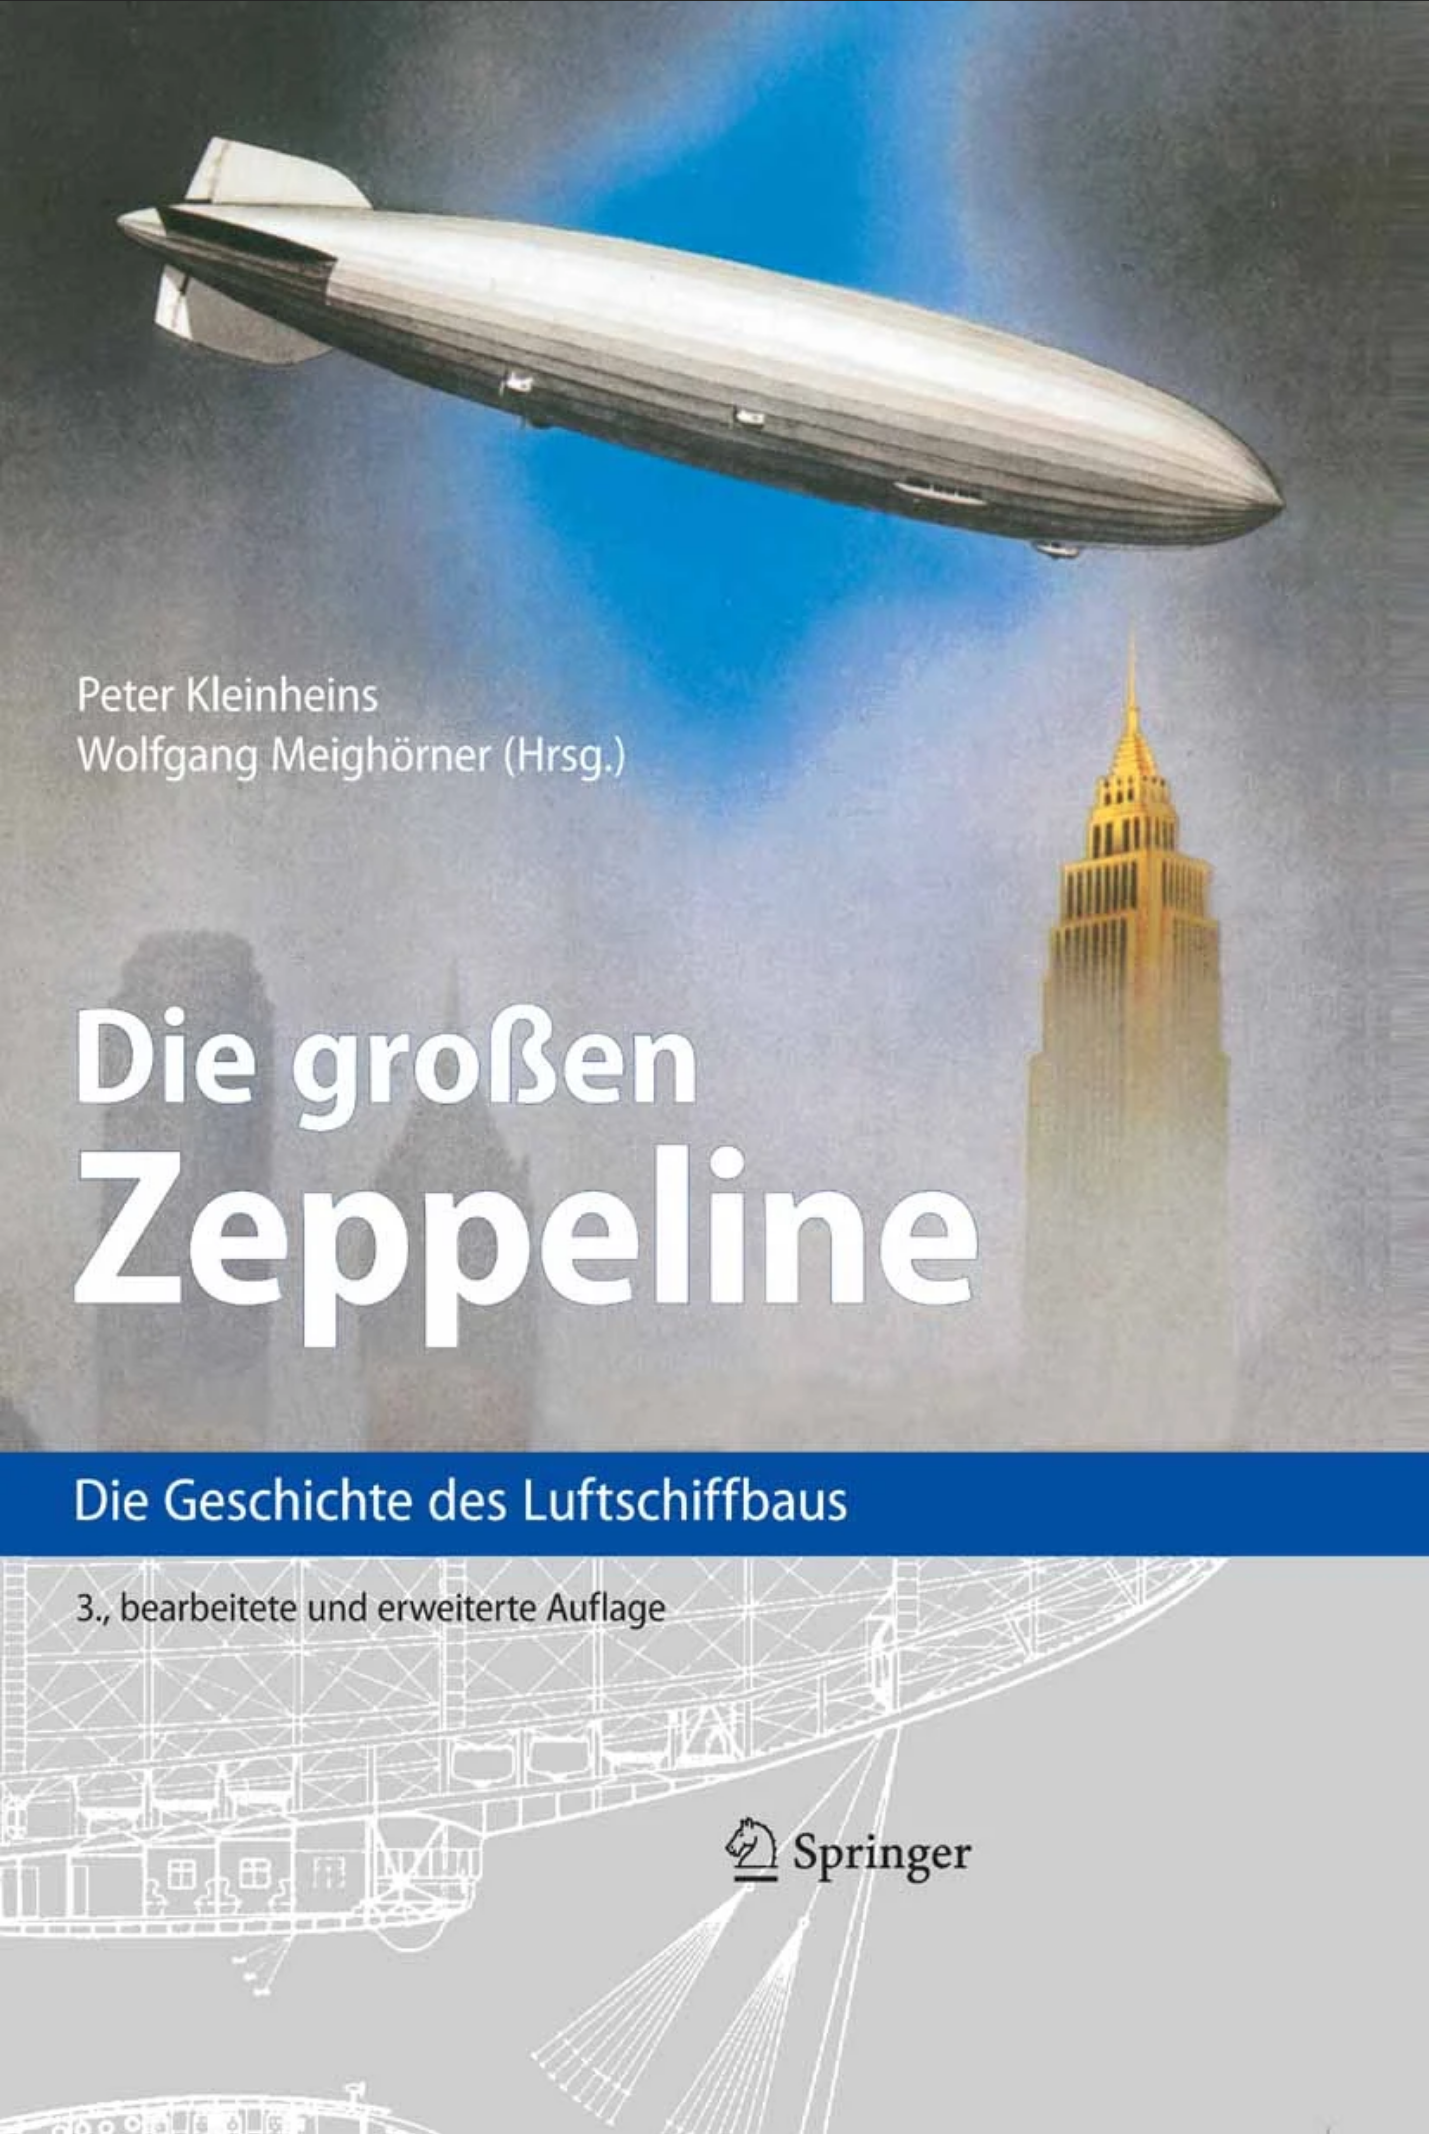 Peter Kleinheins
Wolfgang Meighörner (Hrsg.)
Die großen
Zeppeline
Die Geschichte des Luftschiffbaus
3., bearbeitete und erweiterte Auflage
Springer